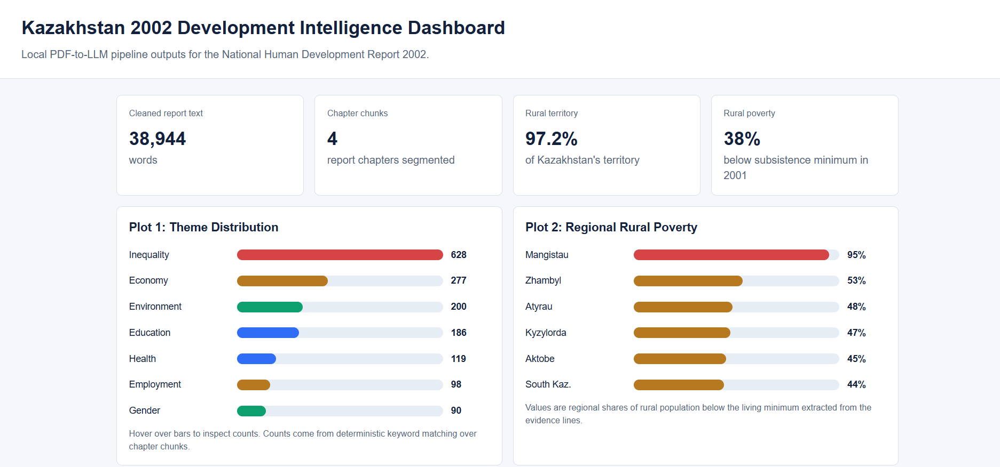 Kazakhstan 2002 Development Intelligence Dashboard
Local PDF-to-LLM pipeline outputs for the National Human Development Report 2002.
Cleaned report text
38,944
words
Chapter chunks
4
report chapters segmented
Rural territory
97.2%
of Kazakhstan's territory
Rural poverty
38%
below subsistence minimum in
2001
Plot 1: Theme Distribution
Inequality 628
Economy 277
Environment 200
Education 186
Health 119
Employment 98
Gender 90
Hover over bars to inspect counts. Counts come from deterministic keyword matching over
chapter chunks.
Plot 2: Regional Rural Poverty
Mangistau 95%
Zhambyl 53%
Atyrau 48%
Kyzylorda 47%
Aktobe 45%
South Kaz. 44%
Values are regional shares of rural population below the living minimum extracted from the
evidence lines.